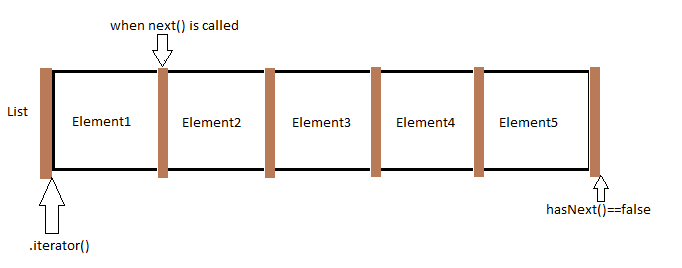 when next() is called
List
Element1
Element2
Element3
Element4
Element5
hasNext()==false
.iterator()